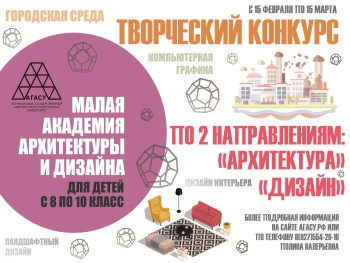 ГОРОДСКАЯ СРЕДА
С 15 ФЕВРАЛЯ ПО 15 МАРТА
ТВОРЧЕСКИЙ КОНКУРС
КОМПЬЮТЕРНАЯ
ГРАФИКА
АГАСУ
МАЛАЯ
АКАДЕМИЯ
АРХИТЕКТУРЫ
И ДИЗАЙНА
ДЛЯ ДЕТЕЙ
С 8 ПО 10 КЛАСС
ПО 2 НАПРАВЛЕНИЯМ:
«АРХИТЕКТУРА»
«ДИЗАЙН»
ДИЗАЙН ИНТЕРЬЕРА
ЛАНДШАФТНЫЙ
ДИЗАЙН
БОЛЕЕ ПОДРОБНАЯ ИНФОРМАЦИЯ
НА САЙТЕ АГАСУ.РФ ИЛИ
ПО ТЕЛЕФОНУ
ВАЛЕРЬЕВНА